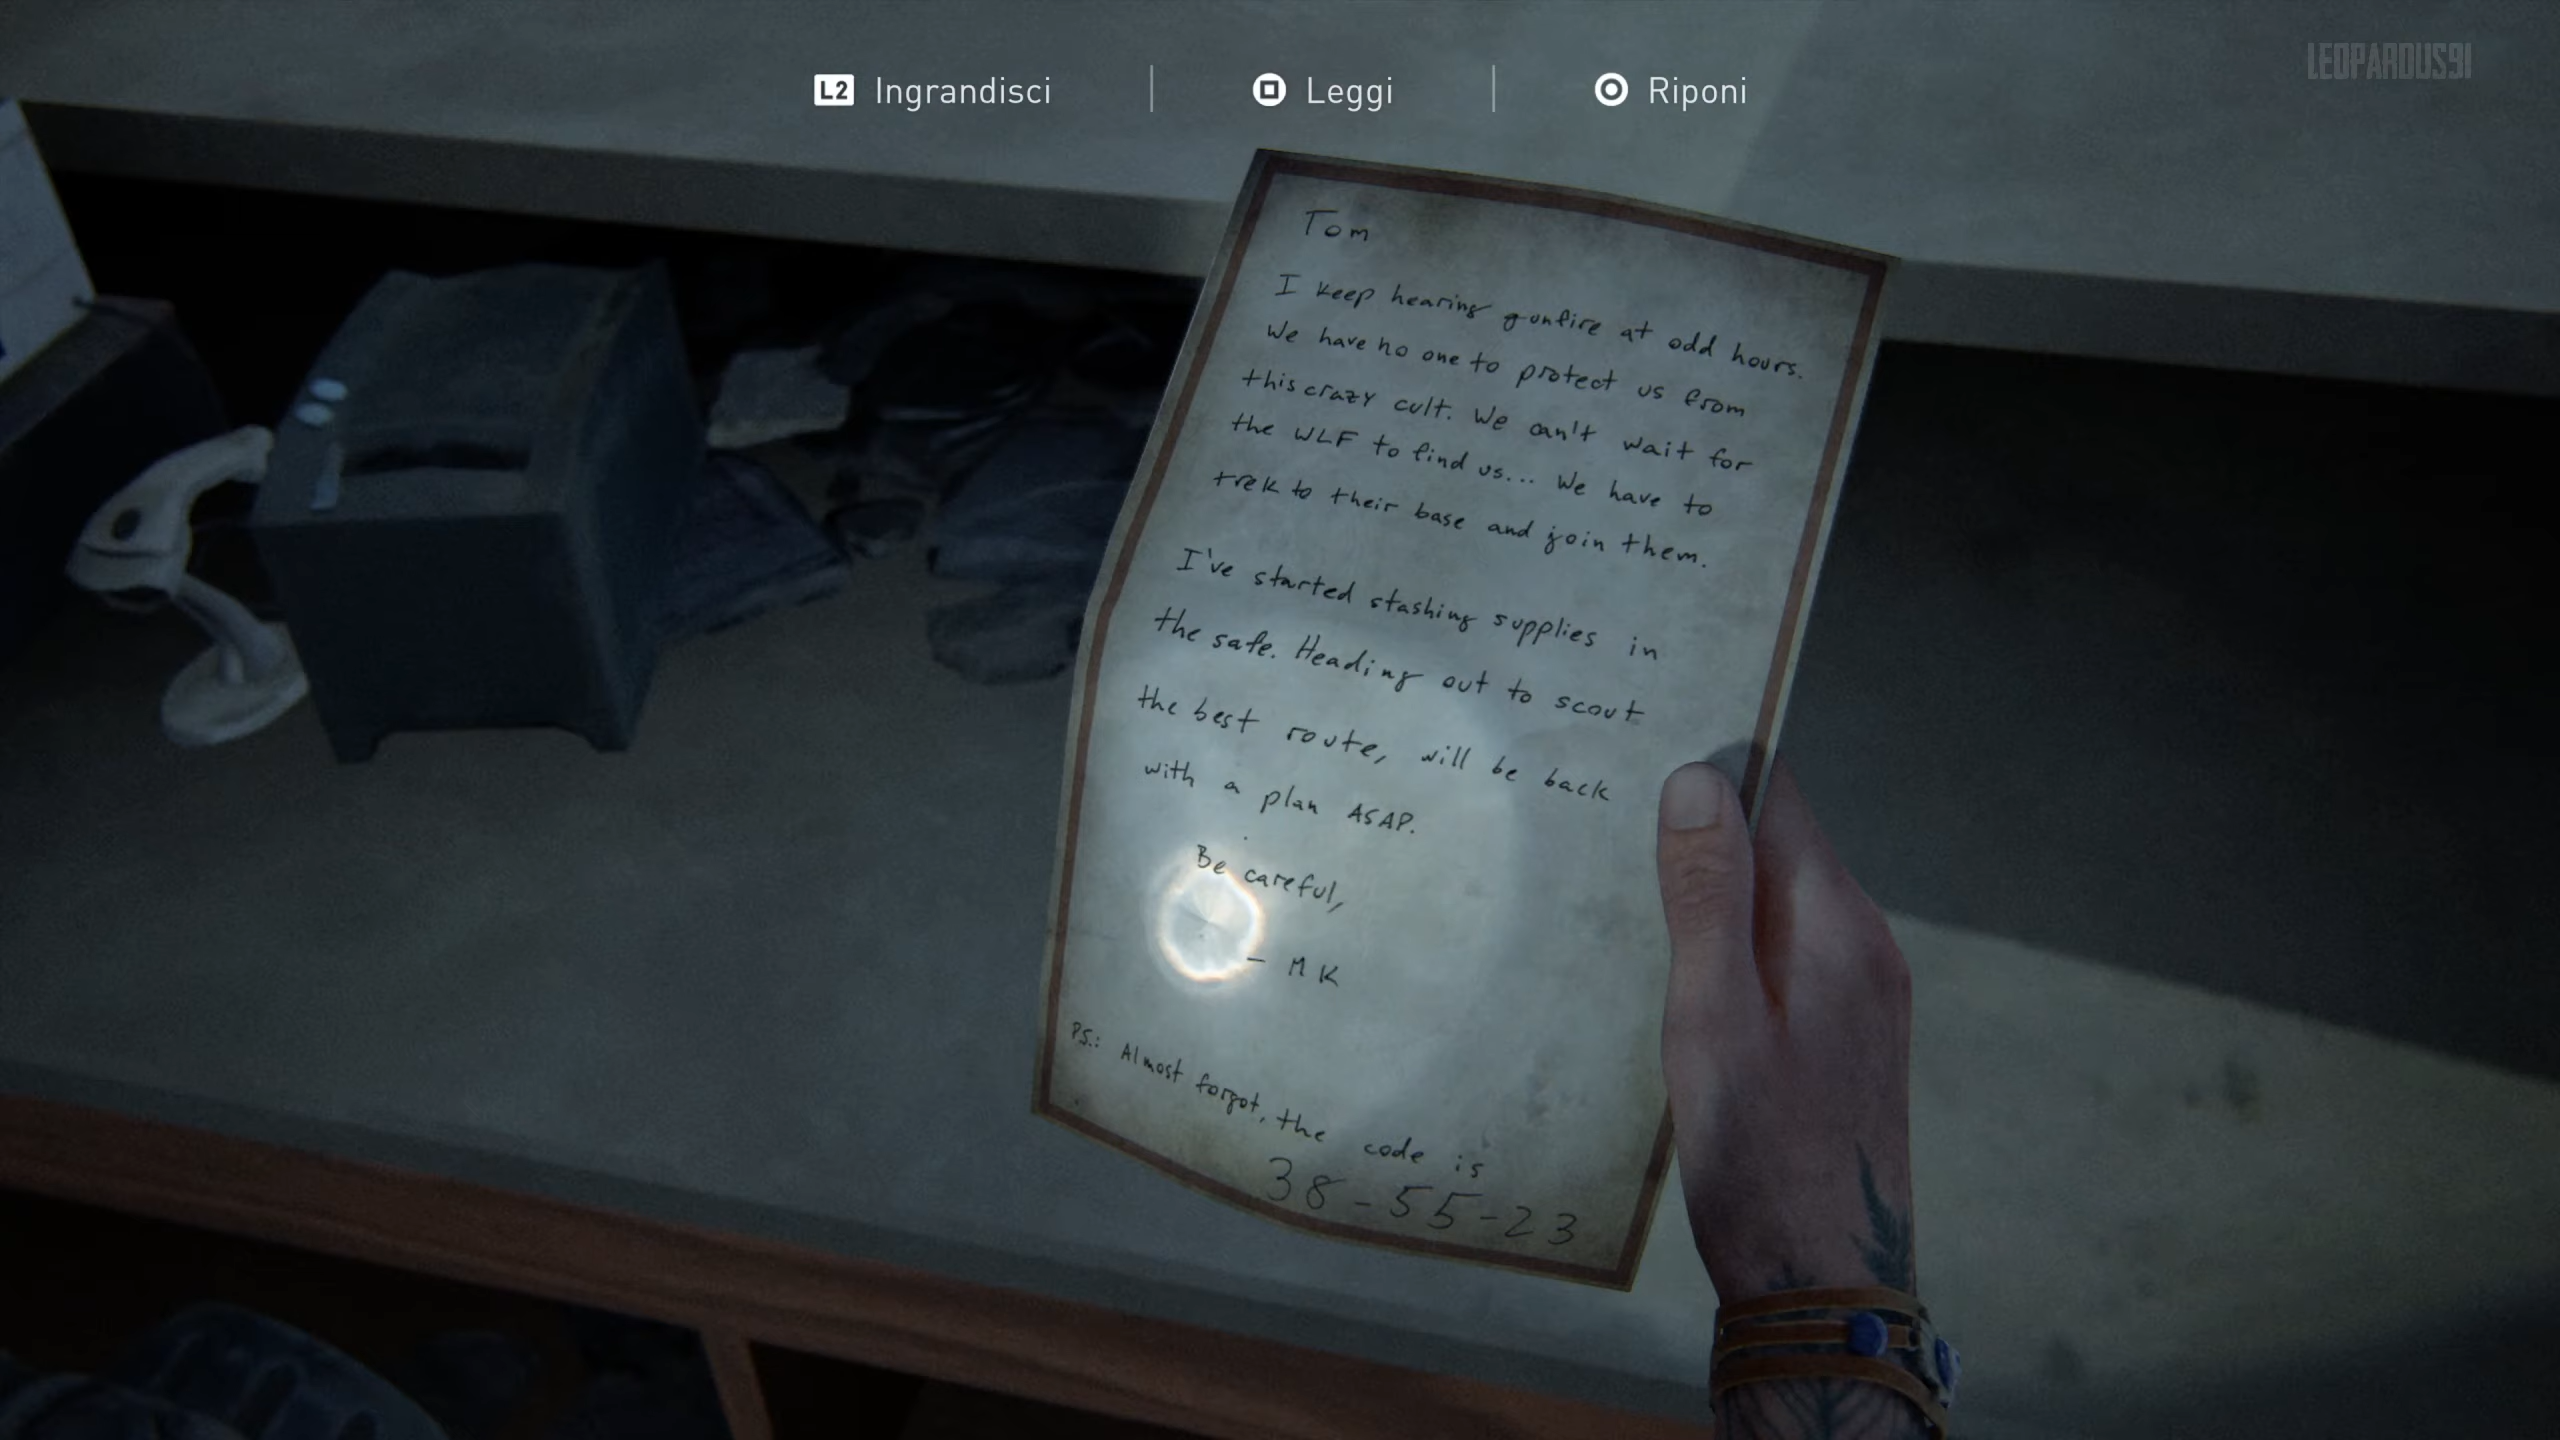 LEOPARDUS91
L2 Ingrandisci
Leggi
Riponi
Tom
I keep hearing gunfire at odd hours.
We have no one to protect us from
this crazy cult. We can't wait for
the WLF to find us... We have to
trek to their base and join them.
I've started stashing supplies in
the safe. Heading out to scout
the best route, will be back
with a plan ASAP.
Be careful,
- MK
PS.: Almost forgot, the code is
38-55-23